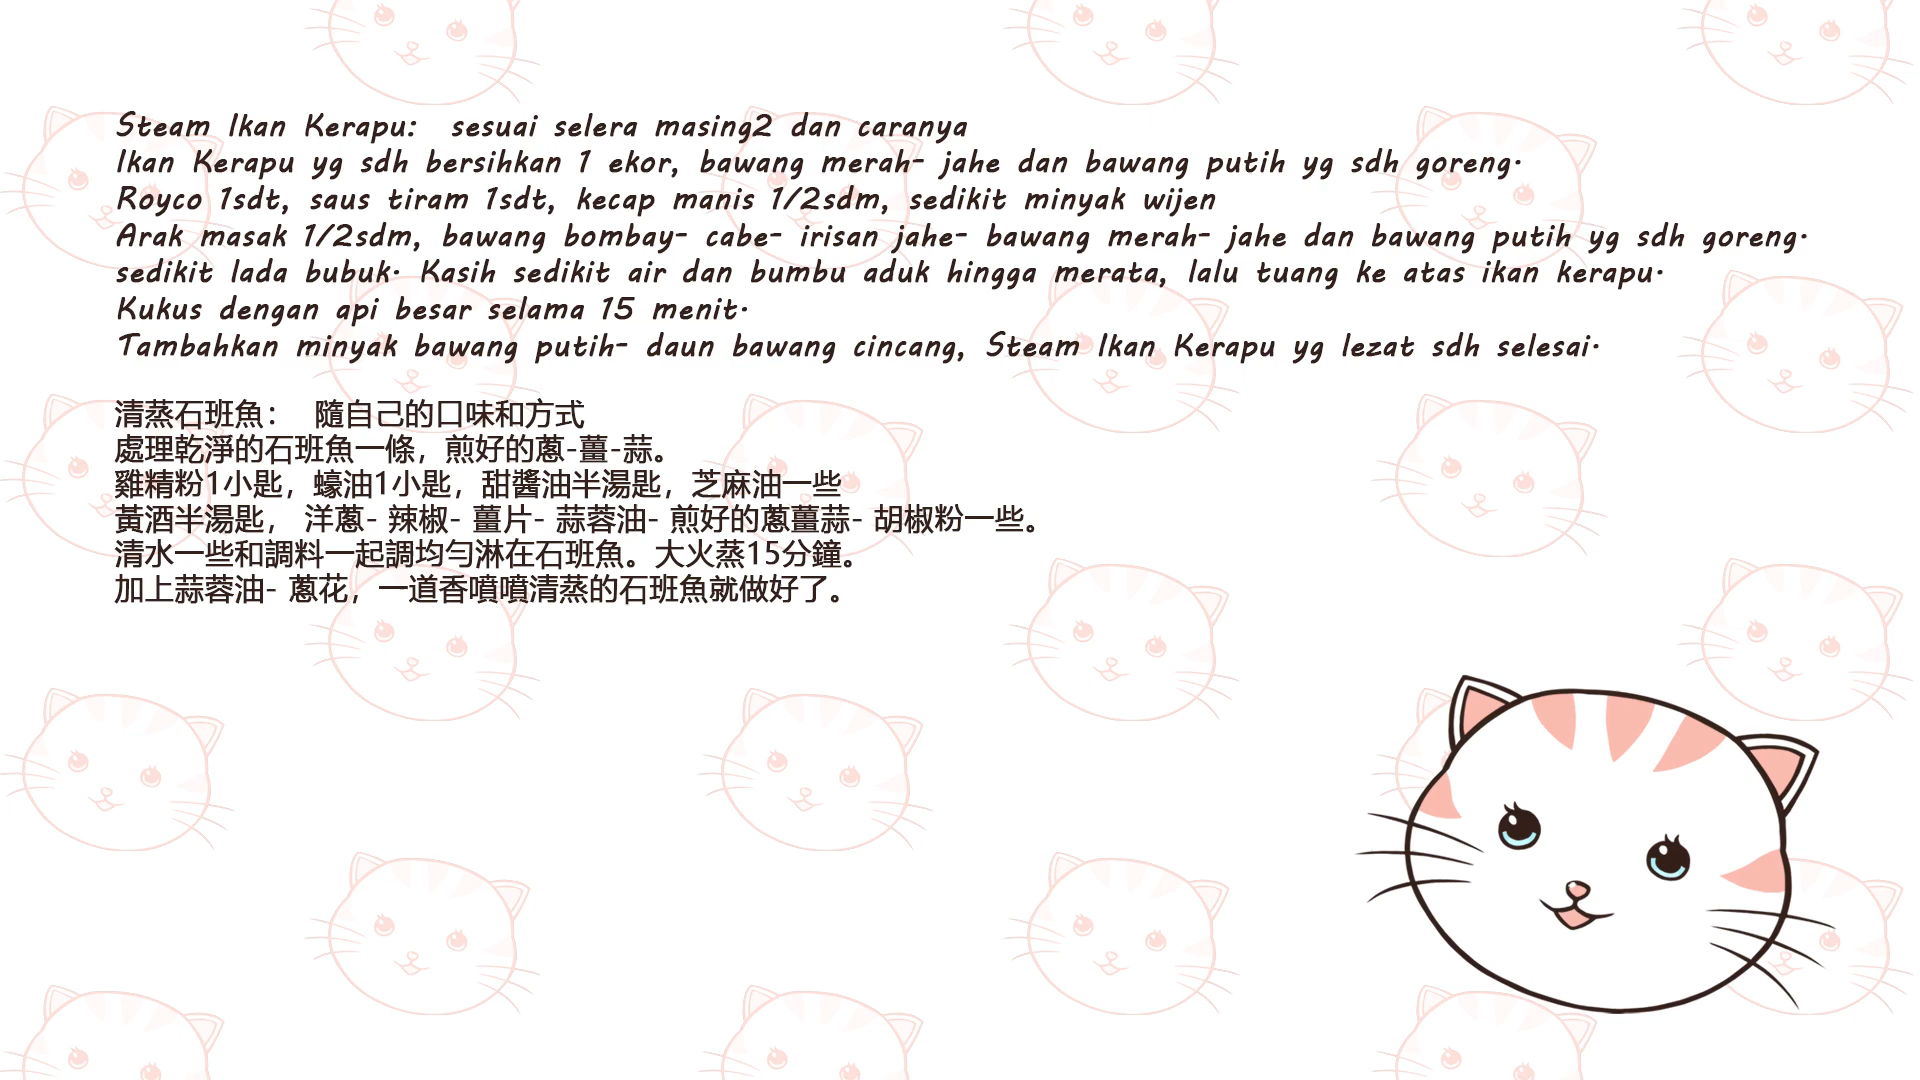 Steam Ikan Kerapu:  sesuai selera masing2 dan caranya
Ikan Kerapu yg sdh bersihkan 1 ekor, bawang merah- jahe dan bawang putih yg sdh goreng.
Royco 1sdt, saus tiram 1sdt, kecap manis 1/2sdm, sedikit minyak wijen
Arak masak 1/2sdm, bawang bombay- cabe- irisan jahe- bawang merah- jahe dan bawang putih yg sdh goreng.
sedikit lada bubuk. Kasih sedikit air dan bumbu aduk hingga merata, lalu tuang ke atas ikan kerapu.
Kukus dengan api besar selama 15 menit.
Tambahkan minyak bawang putih- daun bawang cincang, Steam Ikan Kerapu yg lezat sdh selesai.
清蒸石班魚：  隨自己的口味和方式
處理乾淨的石班魚一條，煎好的蔥-薑-蒜。
雞精粉1小匙，蠔油1小匙，甜醬油半湯匙，芝麻油一些
黃酒半湯匙， 洋蔥- 辣椒- 薑片- 蒜蓉油- 煎好的蔥薑蒜- 胡椒粉一些。
清水一些和調料一起調均勻淋在石班魚。大火蒸15分鐘。
加上蒜蓉油- 蔥花，一道香噴噴清蒸的石班魚就做好了。